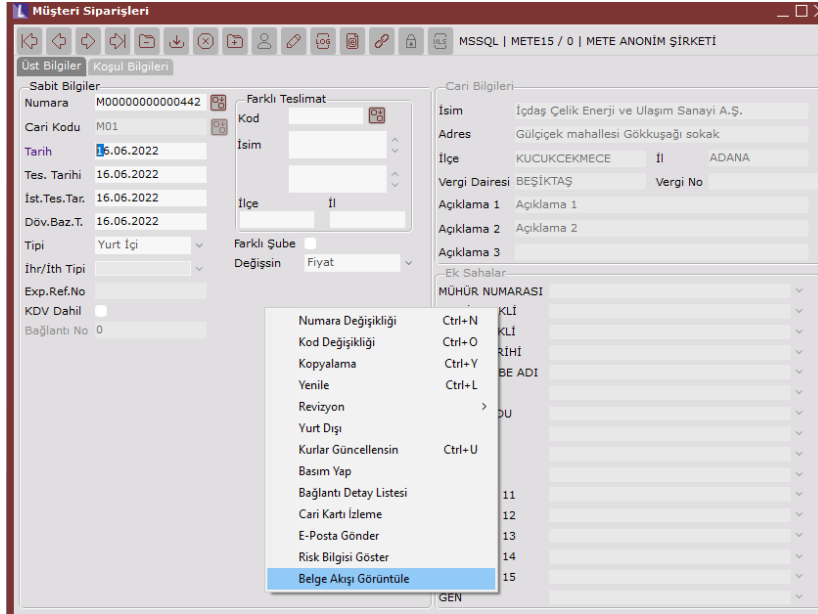 Müşteri Siparişleri
LOG
XLS
MSSQL | METE15 / 0 | METE ANONİM ŞİRKETİ
Üst Bilgiler Koşul Bilgileri
Sabit Bilgiler
Numara M00000000000442
Cari Kodu M01
Tarih 16.06.2022
Tes. Tarihi 16.06.2022
İst.Tes.Tar. 16.06.2022
Döv.Baz.T. 16.06.2022
Tipi Yurt İçi
İhr/İth Tipi
Exp.Ref.No
KDV Dahil
Bağlantı No 0
Farklı Teslimat
Kod
İsim
İlçe İl
Farklı Şube
Değişsin Fiyat
Cari Bilgileri
İsim İçdaş Çelik Enerji ve Ulaşım Sanayi A.Ş.
Adres Gülgiçek mahallesi Gökkuşağı sokak
İlçe KUCUKCEKMECE İl ADANA
Vergi Dairesi BEŞİKTAŞ Vergi No
Açıklama 1 Açıklama 1
Açıklama 2 Açıklama 2
Açıklama 3
Ek Sahalar
MÜHÜR NUMARASI
KLİ
KLİ
RİHİ
BE ADI
DU
11
12
13
14
15
GEN
Numara Değişikliği Ctrl+N
Kod Değişikliği Ctrl+O
Kopyalama Ctrl+Y
Yenile Ctrl+L
Revizyon
Yurt Dışı
Kurlar Güncellensin Ctrl+U
Basım Yap
Bağlantı Detay Listesi
Cari Kartı İzleme
E-Posta Gönder
Risk Bilgisi Göster
Belge Akışı Görüntüle